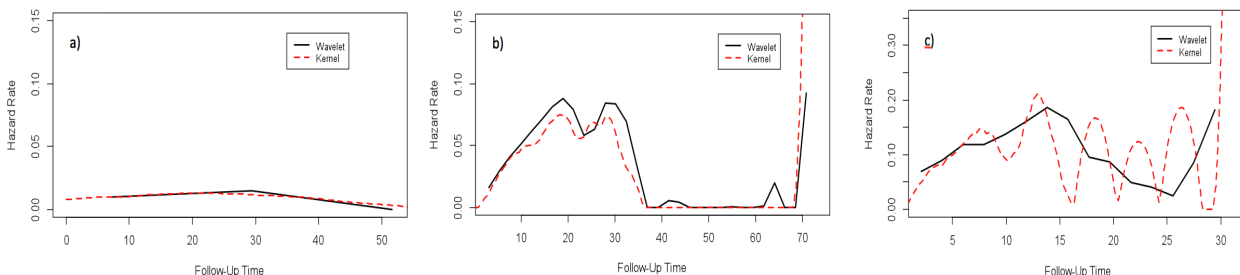 a)
Wavelet
Kernel
Hazard Rate
0.00
0.05
0.10
0.15
0
10
20
30
40
50
Follow-Up Time
b)
Wavelet
Kernel
Hazard Rate
0.00
0.05
0.10
0.15
10
20
30
40
50
60
70
Follow-Up Time
c)
Wavelet
Kernel
Hazard Rate
0.00
0.10
0.20
0.30
5
10
15
20
25
30
Follow-Up Time